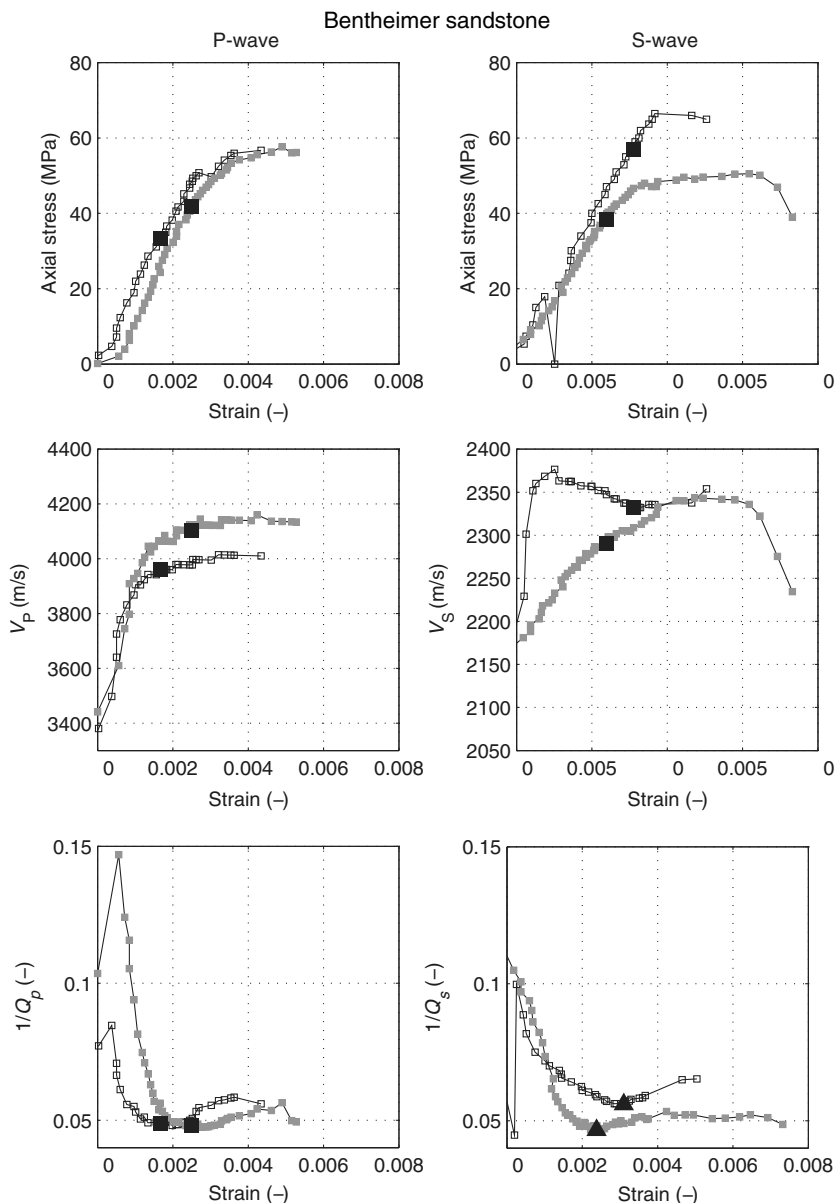 Bentheimer sandstone
P-wave
S-wave
80
60
40
20
0
Axial stress (MPa)
0 0.002 0.004 0.006 0.008
Strain (–)
80
60
40
20
0
Axial stress (MPa)
0 0.005 0 0.005 0
Strain (–)
4400
4200
4000
3800
3600
3400
VP (m/s)
0 0.002 0.004 0.006 0.008
Strain (–)
2400
2350
2300
2250
2200
2150
2100
2050
VS (m/s)
0 0.005 0 0.005 0
Strain (–)
0.15
0.1
0.05
1/Qp (–)
0 0.002 0.004 0.006 0.008
Strain (–)
0.15
0.1
0.05
1/Qs (–)
0 0.002 0.004 0.006 0.008
Strain (–)